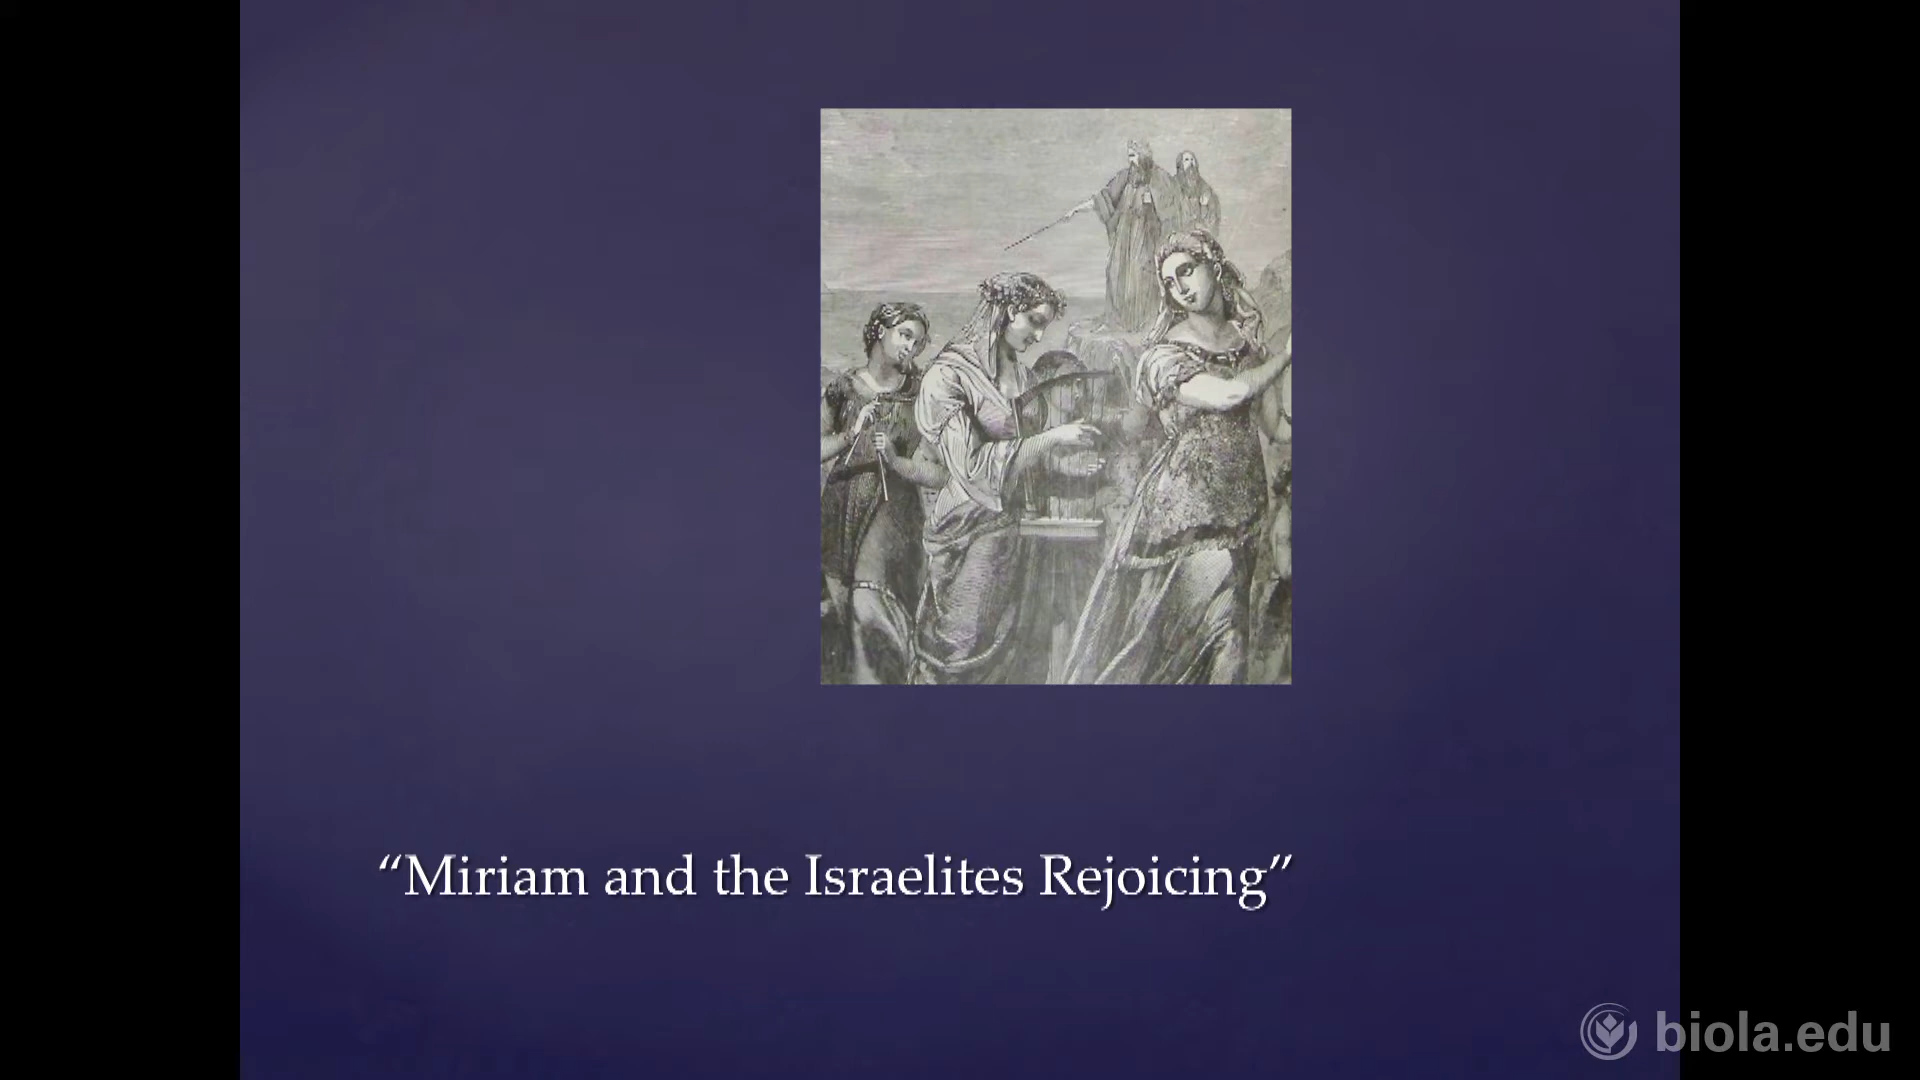 “Miriam and the Israelites Rejoicing”
biola.edu